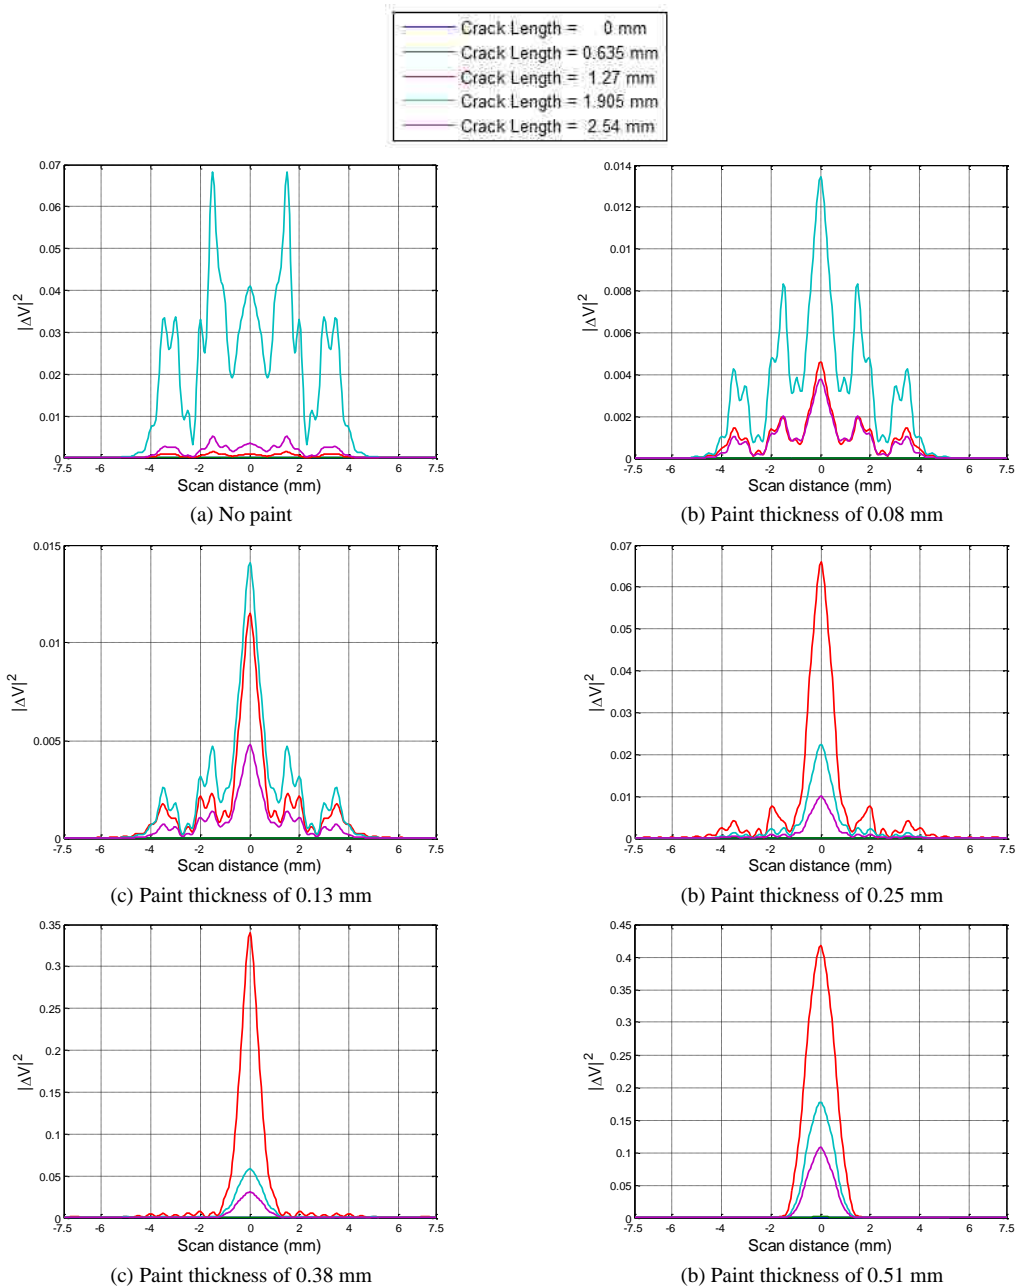 Crack Length = 0 mm
Crack Length = 0.635 mm
Crack Length = 1.27 mm
Crack Length = 1.905 mm
Crack Length = 2.54 mm
0.07
0.06
0.05
0.04
0.03
0.02
0.01
0
|ΔV|²
-7.5 -6 -4 -2 0 2 4 6 7.5
Scan distance (mm)
(a) No paint
0.014
0.012
0.01
0.008
0.006
0.004
0.002
0
|ΔV|²
-7.5 -6 -4 -2 0 2 4 6 7.5
Scan distance (mm)
(b) Paint thickness of 0.08 mm
0.015
0.01
0.005
0
|ΔV|²
-7.5 -6 -4 -2 0 2 4 6 7.5
Scan distance (mm)
(c) Paint thickness of 0.13 mm
0.07
0.06
0.05
0.04
0.03
0.02
0.01
0
|ΔV|²
-7.5 -6 -4 -2 0 2 4 6 7.5
Scan distance (mm)
(b) Paint thickness of 0.25 mm
0.35
0.3
0.25
0.2
0.15
0.1
0.05
0
|ΔV|²
-7.5 -6 -4 -2 0 2 4 6 7.5
Scan distance (mm)
(c) Paint thickness of 0.38 mm
0.45
0.4
0.35
0.3
0.25
0.2
0.15
0.1
0.05
0
|ΔV|²
-7.5 -6 -4 -2 0 2 4 6 7.5
Scan distance (mm)
(b) Paint thickness of 0.51 mm